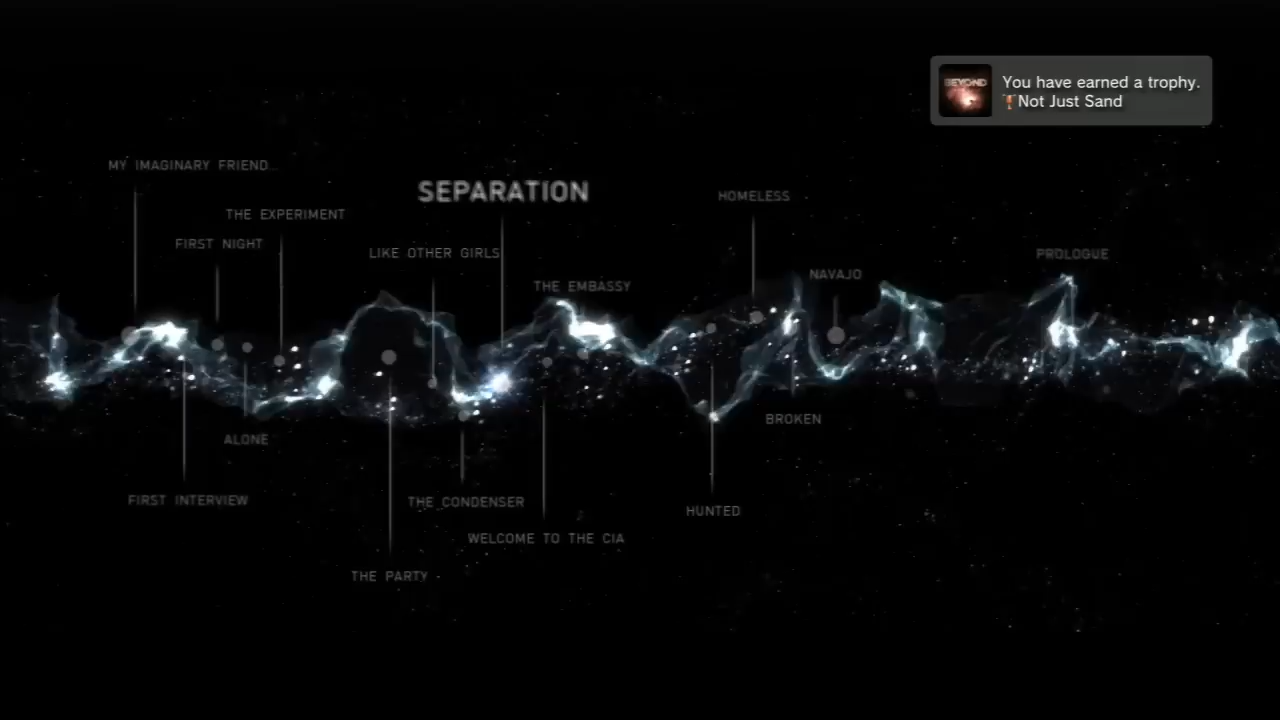 BEYOND
You have earned a trophy.
Not Just Sand
MY IMAGINARY FRIEND...
SEPARATION
HOMELESS
THE EXPERIMENT
FIRST NIGHT
LIKE OTHER GIRLS
PROLOGUE
NAVAJO
THE EMBASSY
BROKEN
ALONE
FIRST INTERVIEW
THE CONDENSER
HUNTED
WELCOME TO THE CIA
THE PARTY